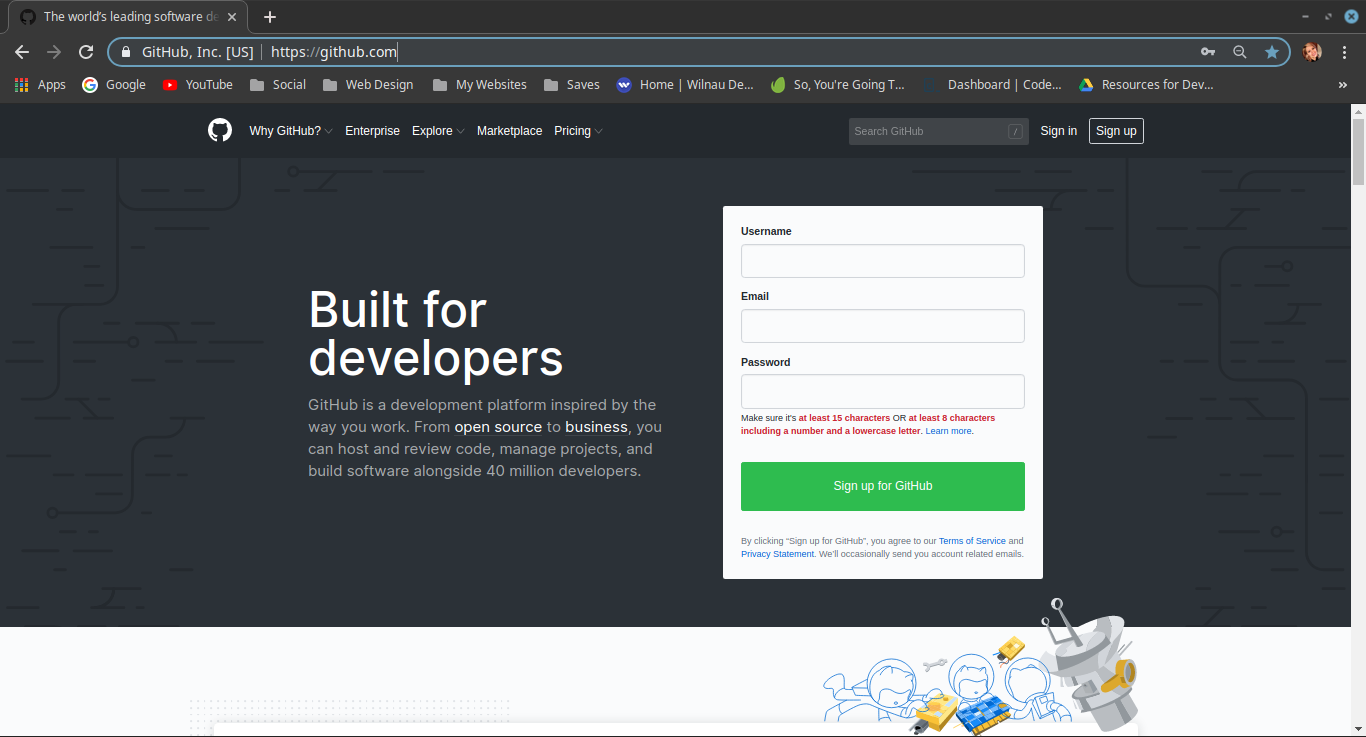 The world's leading software de
GitHub, Inc. [US] | https://github.com
Apps Google YouTube Social Web Design My Websites Saves Home | Wilnau De... So, You're Going T... Dashboard | Code... Resources for Dev... »
Why GitHub? Enterprise Explore Marketplace Pricing Search GitHub / Sign in Sign up
Built for
developers
GitHub is a development platform inspired by the
way you work. From open source to business, you
can host and review code, manage projects, and
build software alongside 40 million developers.
Username
Email
Password
Make sure it's at least 15 characters OR at least 8 characters
including a number and a lowercase letter. Learn more.
Sign up for GitHub
By clicking "Sign up for GitHub", you agree to our Terms of Service and
Privacy Statement. We'll occasionally send you account related emails.